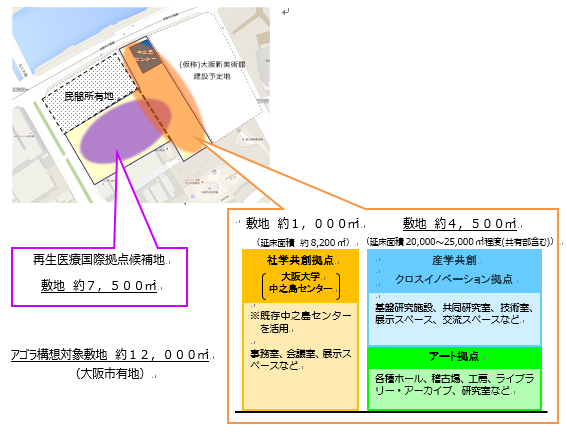 (仮称)大阪新美術館
建設予定地
中之島
センター
民間所有地
再生医療国際拠点候補地
敷地 約７，５００㎡
アゴラ構想対象敷地 約１２，０００㎡
（大阪市有地）
敷地 約１，０００㎡
（延床面積 約8,200㎡）
社学共創拠点
大阪大学
中之島センター
※既存中之島センター
を活用
事務室、会議室、展示
スペースなど
敷地 約４，５００㎡
（延床面積20,000～25,000㎡程度(共有部含む)）
産学共創
クロスイノベーション拠点
基盤研究施設、共同研究室、技術室、
展示スペース、交流スペースなど
アート拠点
各種ホール、稽古場、工房、ライブラ
リー・アーカイブ、研究室など